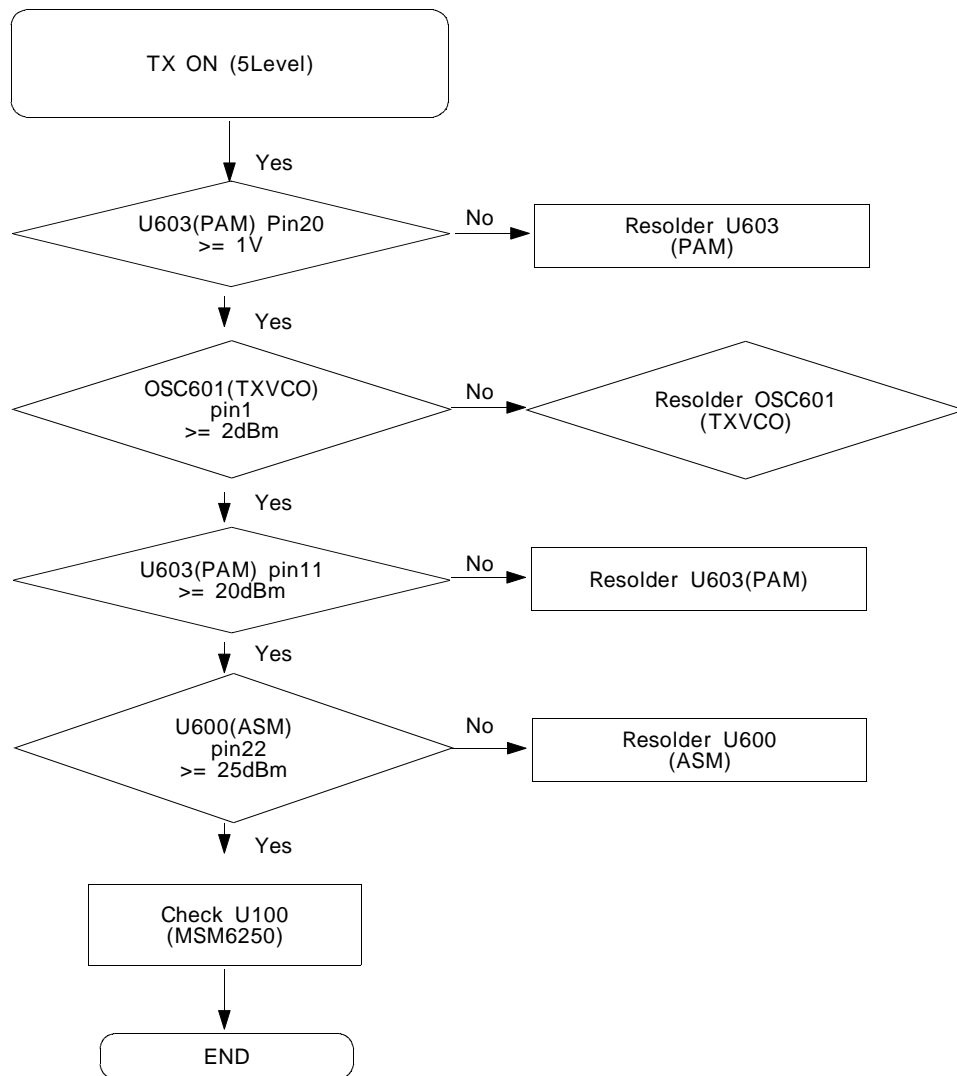 TX ON (5Level)
Yes
U603(PAM) Pin20
>= 1V
No
Resolder U603
(PAM)
Yes
OSC601(TXVCO)
pin1
>= 2dBm
No
Resolder OSC601
(TXVCO)
Yes
U603(PAM) pin11
>= 20dBm
No
Resolder U603(PAM)
Yes
U600(ASM)
pin22
>= 25dBm
No
Resolder U600
(ASM)
Yes
Check U100
(MSM6250)
END